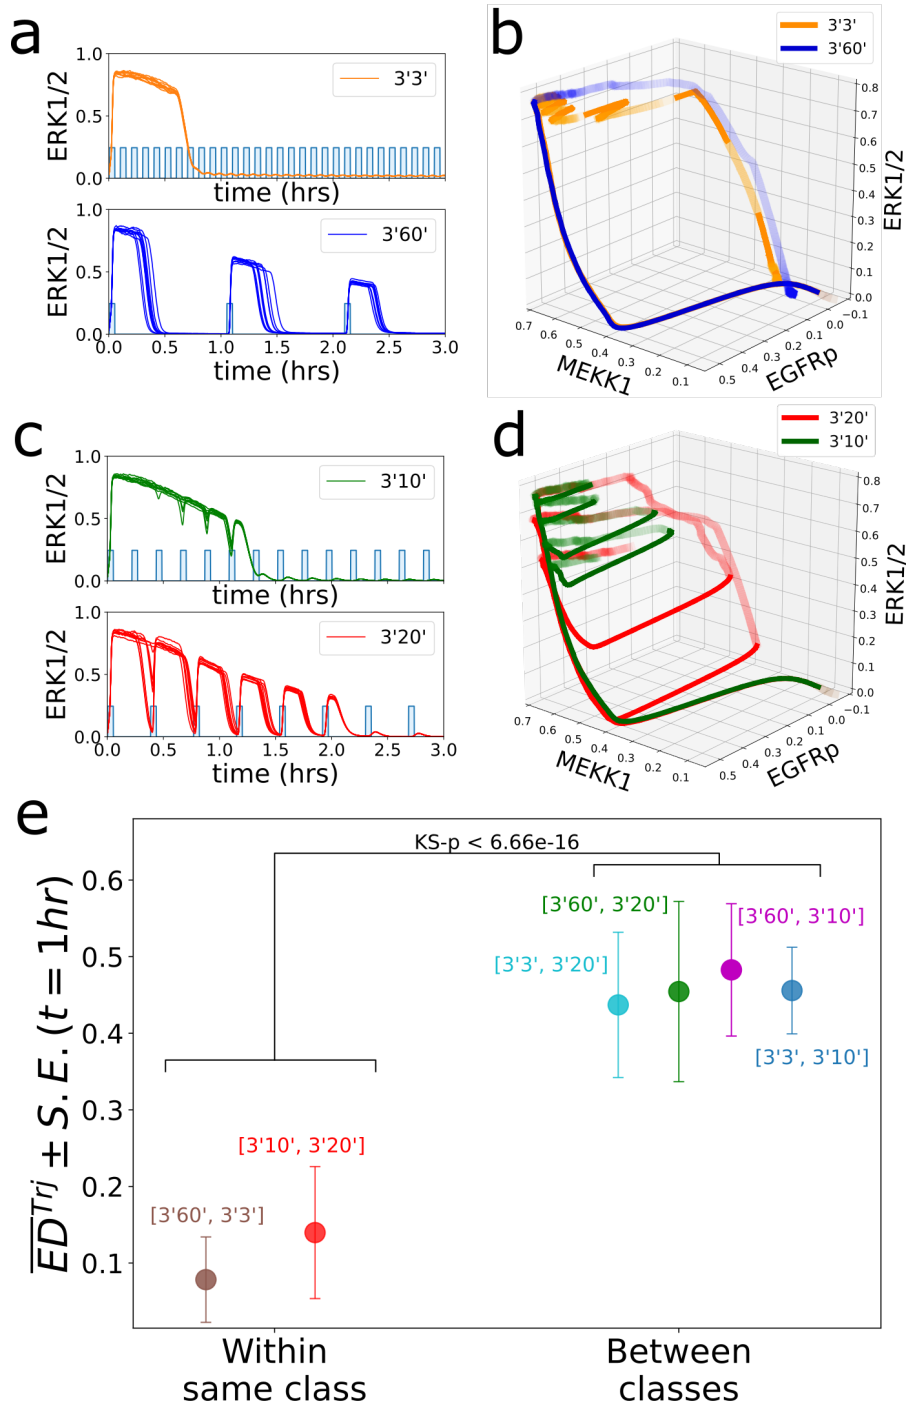 a
1.0
0.5
0.0
ERK1/2
3'3'
time (hrs)
1.0
0.5
0.0
ERK1/2
3'60'
0.0 0.5 1.0 1.5 2.0 2.5 3.0
time (hrs)
b
3'3'
3'60'
0.8
0.7
0.6
0.5
0.4
0.3
0.2
0.1
0.0
ERK1/2
0.7 0.6 0.5 0.4 0.3 0.2 0.1
MEKK1
−0.1
0.0
0.1
0.2
0.3
0.4
0.5
EGFRp
c
1.0
0.5
0.0
ERK1/2
3'10'
time (hrs)
1.0
0.5
0.0
ERK1/2
3'20'
0.0 0.5 1.0 1.5 2.0 2.5 3.0
time (hrs)
d
3'20'
3'10'
0.8
0.7
0.6
0.5
0.4
0.3
0.2
0.1
0.0
ERK1/2
0.7 0.6 0.5 0.4 0.3 0.2 0.1
MEKK1
−0.1
0.0
0.1
0.2
0.3
0.4
0.5
EGFRp
e
KS-p < 6.66e-16
0.6
0.5
0.4
0.3
0.2
0.1
ED^Trj ± S.E. (t = 1hr)
[3'60', 3'20']
[3'60', 3'10']
[3'3', 3'20']
[3'3', 3'10']
[3'10', 3'20']
[3'60', 3'3']
Within
same class
Between
classes